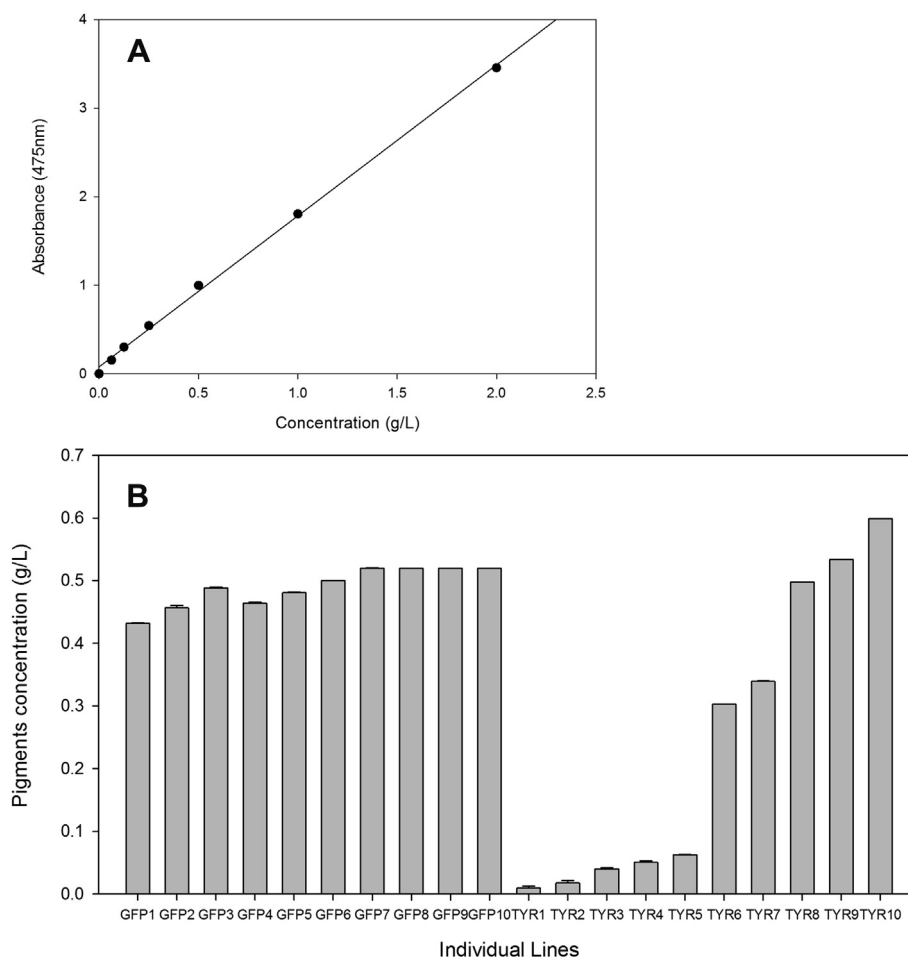 A
Absorbance (475nm)
4
3
2
1
0
0.0 0.5 1.0 1.5 2.0 2.5
Concentration (g/L)
B
Pigments concentration (g/L)
0.7
0.6
0.5
0.4
0.3
0.2
0.1
0.0
GFP1 GFP2 GFP3 GFP4 GFP5 GFP6 GFP7 GFP8 GFP9 GFP10 TYR1 TYR2 TYR3 TYR4 TYR5 TYR6 TYR7 TYR8 TYR9 TYR10
Individual Lines